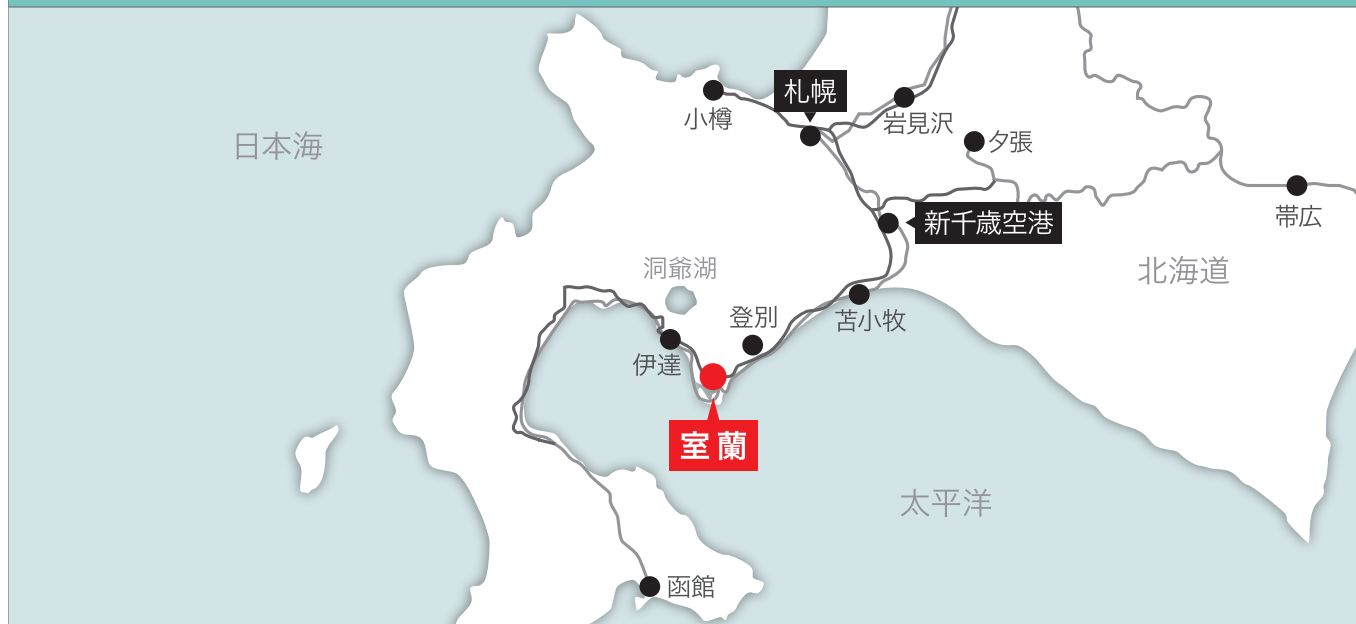 札幌
小樽
岩見沢
夕張
日本海
帯広
新千歳空港
北海道
洞爺湖
登別
苫小牧
伊達
室蘭
太平洋
函館